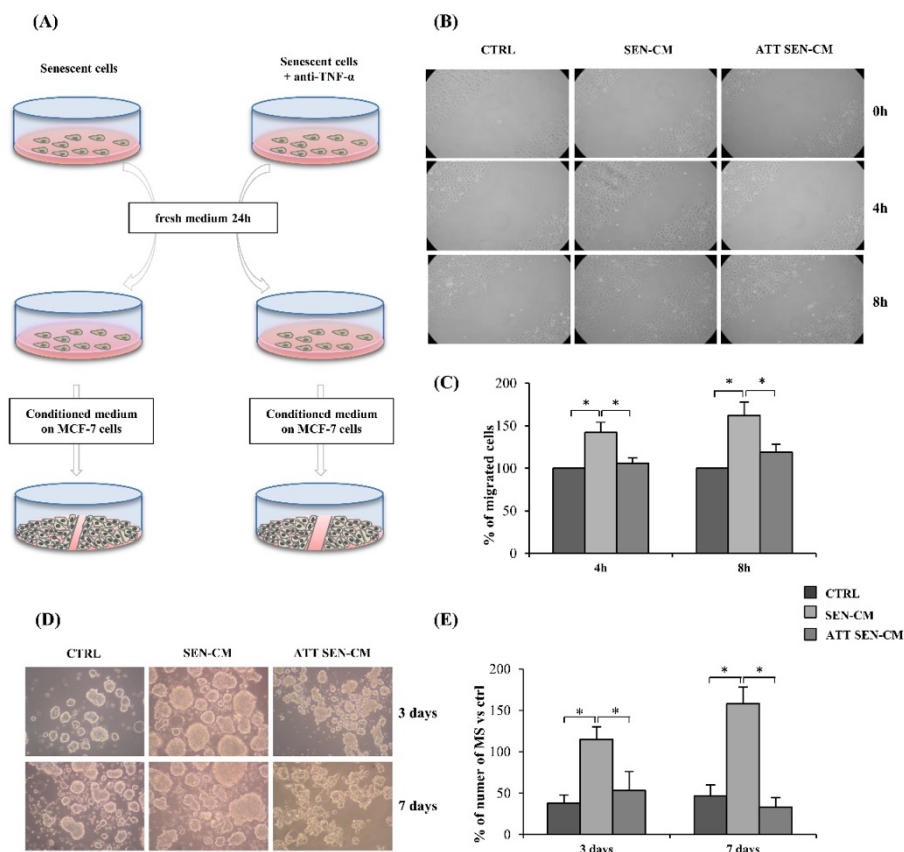 (A)
Senescent cells
Senescent cells
+ anti-TNF-α
fresh medium 24h
Conditioned medium
on MCF-7 cells
Conditioned medium
on MCF-7 cells
(B)
CTRL SEN-CM ATT SEN-CM
0h
4h
8h
(C)
% of migrated cells
200
150
100
50
0
* * * *
4h 8h
CTRL
SEN-CM
ATT SEN-CM
(D)
CTRL SEN-CM ATT SEN-CM
3 days
7 days
(E)
% of numer of MS vs ctrl
200
150
100
50
0
* * * *
3 days 7 days